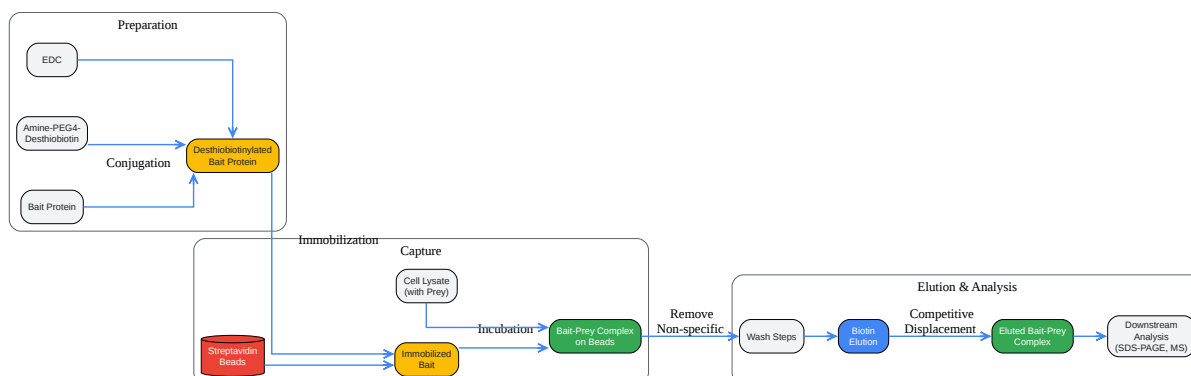 Preparation
EDC
Amine-PEG4-
Desthiobiotin
Conjugation
Desthiobiotinylated
Bait Protein
Bait Protein
Immobilization
Capture
Cell Lysate
(with Prey)
Incubation
Streptavidin
Beads
Immobilized
Bait
Bait-Prey Complex
on Beads
Remove
Non-specific
Elution & Analysis
Wash Steps
Biotin
Elution
Competitive
Displacement
Eluted Bait-Prey
Complex
Downstream
Analysis
(SDS-PAGE, MS)